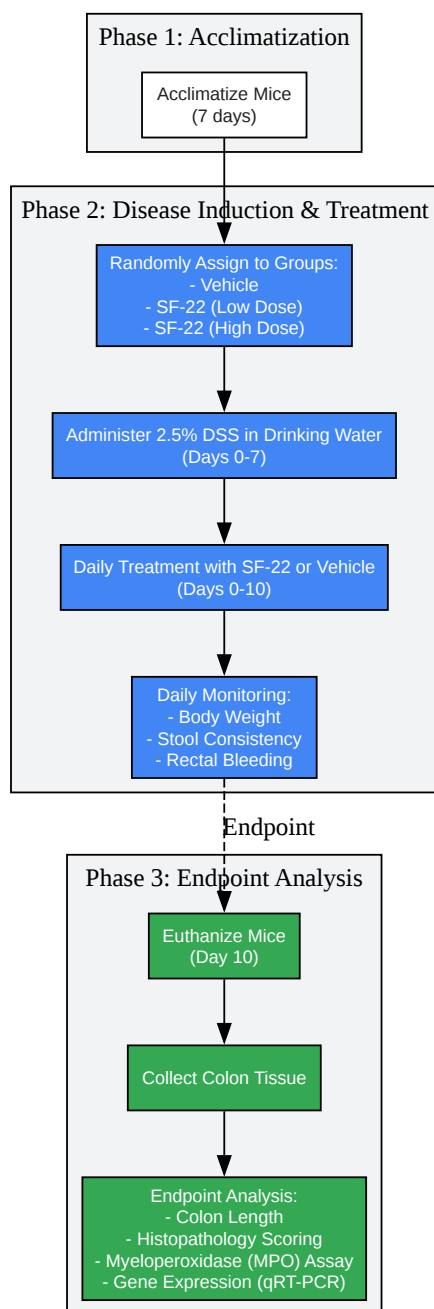 Phase 1: Acclimatization
Acclimatize Mice
(7 days)
Phase 2: Disease Induction & Treatment
Randomly Assign to Groups:
- Vehicle
- SF-22 (Low Dose)
- SF-22 (High Dose)
Administer 2.5% DSS in Drinking Water
(Days 0-7)
Daily Treatment with SF-22 or Vehicle
(Days 0-10)
Daily Monitoring:
- Body Weight
- Stool Consistency
- Rectal Bleeding
Endpoint
Phase 3: Endpoint Analysis
Euthanize Mice
(Day 10)
Collect Colon Tissue
Endpoint Analysis:
- Colon Length
- Histopathology Scoring
- Myeloperoxidase (MPO) Assay
- Gene Expression (qRT-PCR)